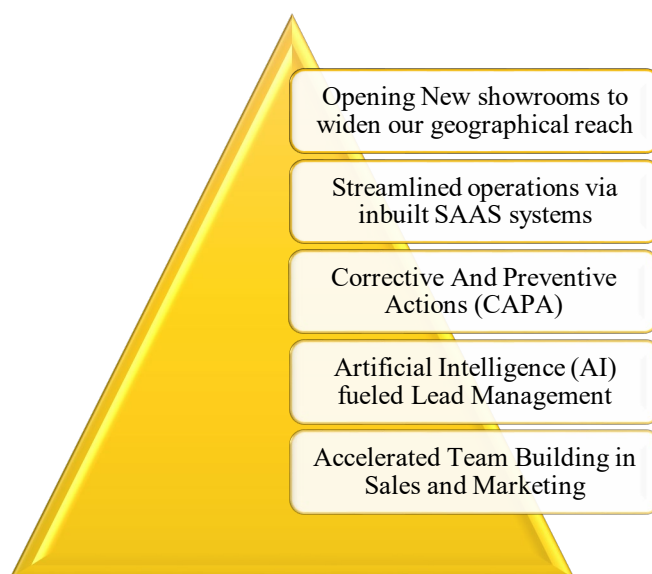 Opening New showrooms to
widen our geographical reach
Streamlined operations via
inbuilt SAAS systems
Corrective And Preventive
Actions (CAPA)
Artificial Intelligence (AI)
fueled Lead Management
Accelerated Team Building in
Sales and Marketing